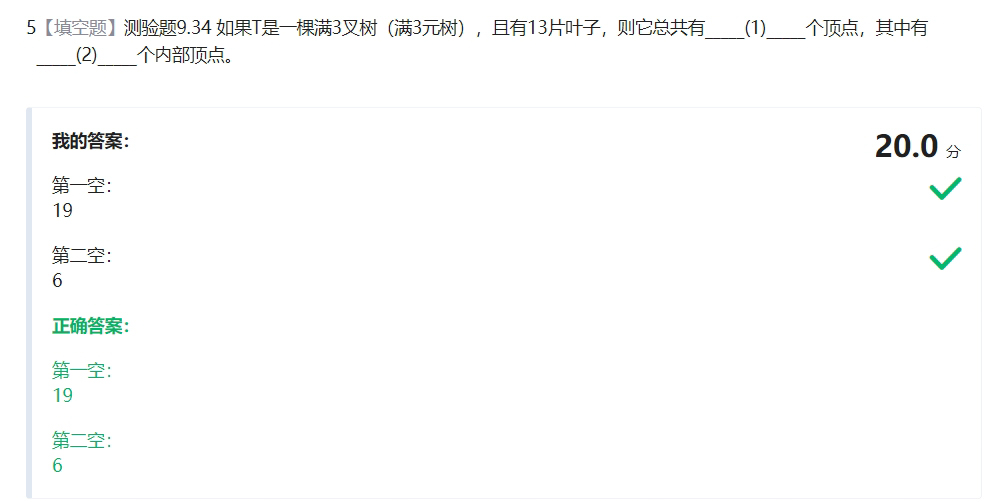 5【填空题】测验题9.34 如果T是一棵满3叉树（满3元树），且有13片叶子，则它总共有_____(1)_____个顶点，其中有
_____(2)_____个内部顶点。
我的答案：
20.0 分
第一空：
19
第二空：
6
正确答案：
第一空：
19
第二空：
6